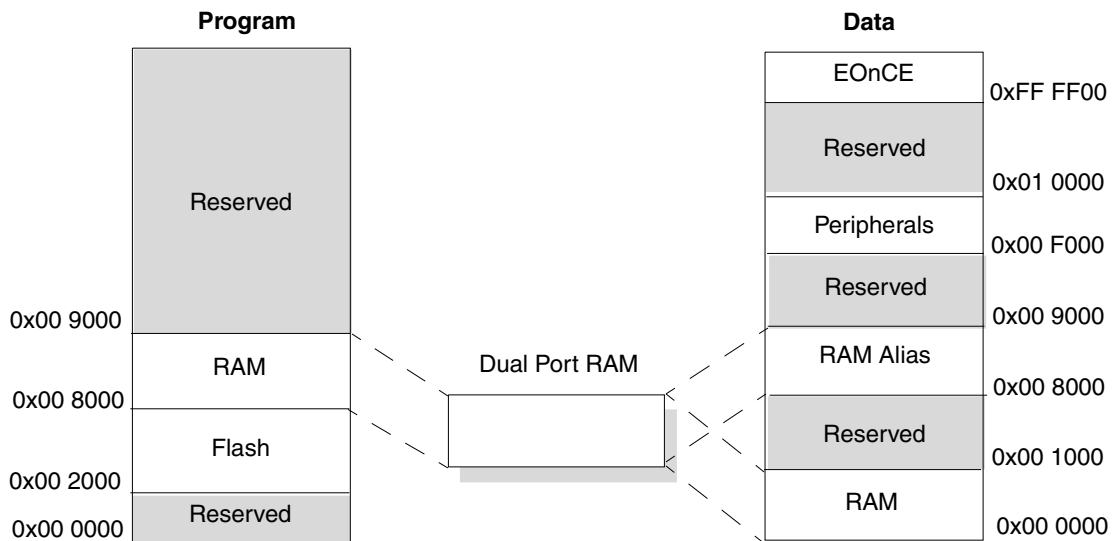 Program
Reserved
0x00 9000
RAM
0x00 8000
Flash
0x00 2000
Reserved
0x00 0000
Dual Port RAM
Data
EOnCE
0xFF FF00
Reserved
0x01 0000
Peripherals
0x00 F000
Reserved
0x00 9000
RAM Alias
0x00 8000
Reserved
0x00 1000
RAM
0x00 0000